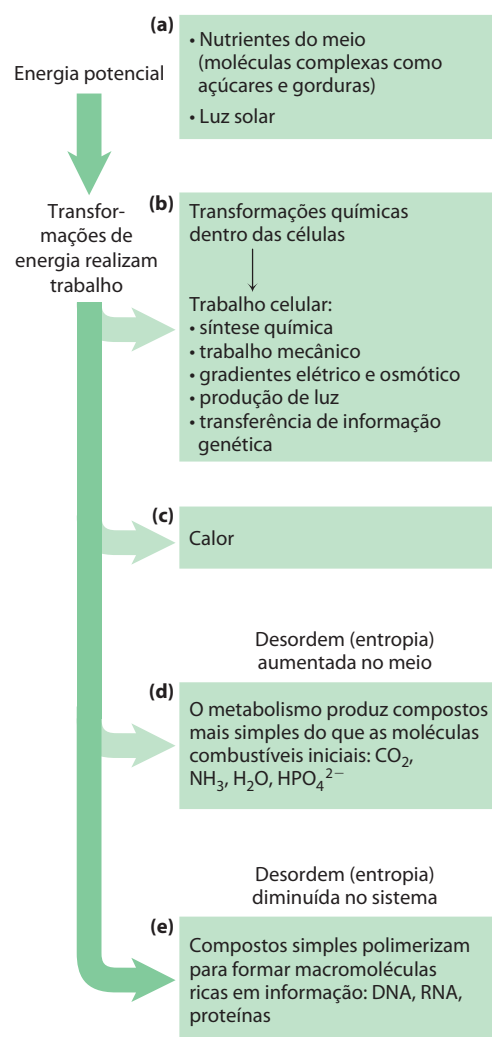 (a)
• Nutrientes do meio
(moléculas complexas como
açúcares e gorduras)
• Luz solar
Energia potencial
Transfor-
mações de
energia realizam
trabalho
(b)
Transformações químicas
dentro das células
Trabalho celular:
• síntese química
• trabalho mecânico
• gradientes elétrico e osmótico
• produção de luz
• transferência de informação
genética
(c)
Calor
Desordem (entropia)
aumentada no meio
(d)
O metabolismo produz compostos
mais simples do que as moléculas
combustíveis iniciais: CO₂,
NH₃, H₂O, HPO₄²⁻
Desordem (entropia)
diminuída no sistema
(e)
Compostos simples polimerizam
para formar macromoléculas
ricas em informação: DNA, RNA,
proteínas